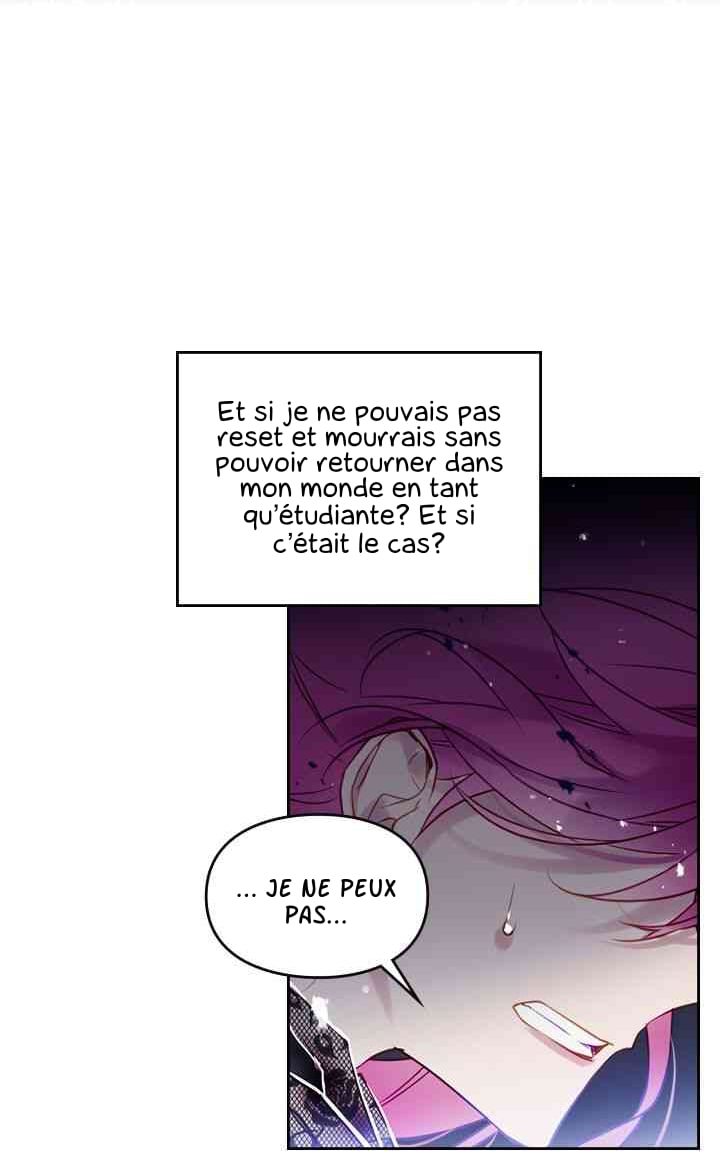 Et si je ne pouvais pas
reset et mourrais sans
pouvoir retourner dans
mon monde en tant
qu'étudiante? Et si
c'était le cas?
... JE NE PEUX
PAS...